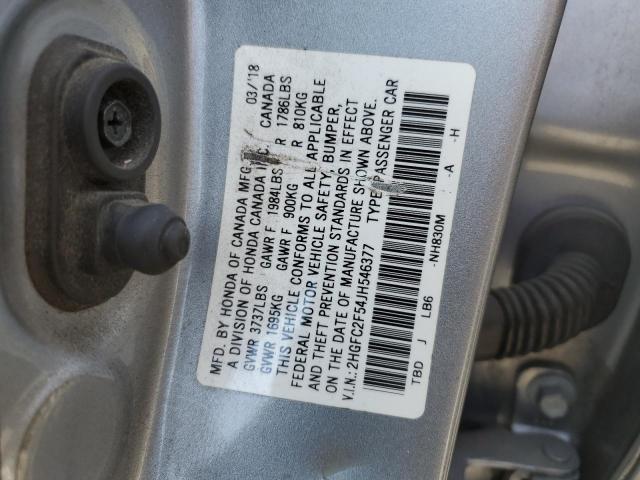 MFD. BY HONDA OF CANADA MFG. 03/'18
A DIVISION OF HONDA CANADA INC. CANADA
GVWR 3737LBS GAWR F 1984LBS R 1786LBS
GVWR 1695KG GAWR F 900KG R 810KG
THIS VEHICLE CONFORMS TO ALL APPLICABLE
FEDERAL MOTOR VEHICLE SAFETY, BUMPER,
AND THEFT PREVENTION STANDARDS IN EFFECT
ON THE DATE OF MANUFACTURE SHOWN ABOVE.
V.I.N.: 2HGFC2F54JH546377 TYPE: PASSENGER CAR
TBD J LB6 -NH830M -A -H